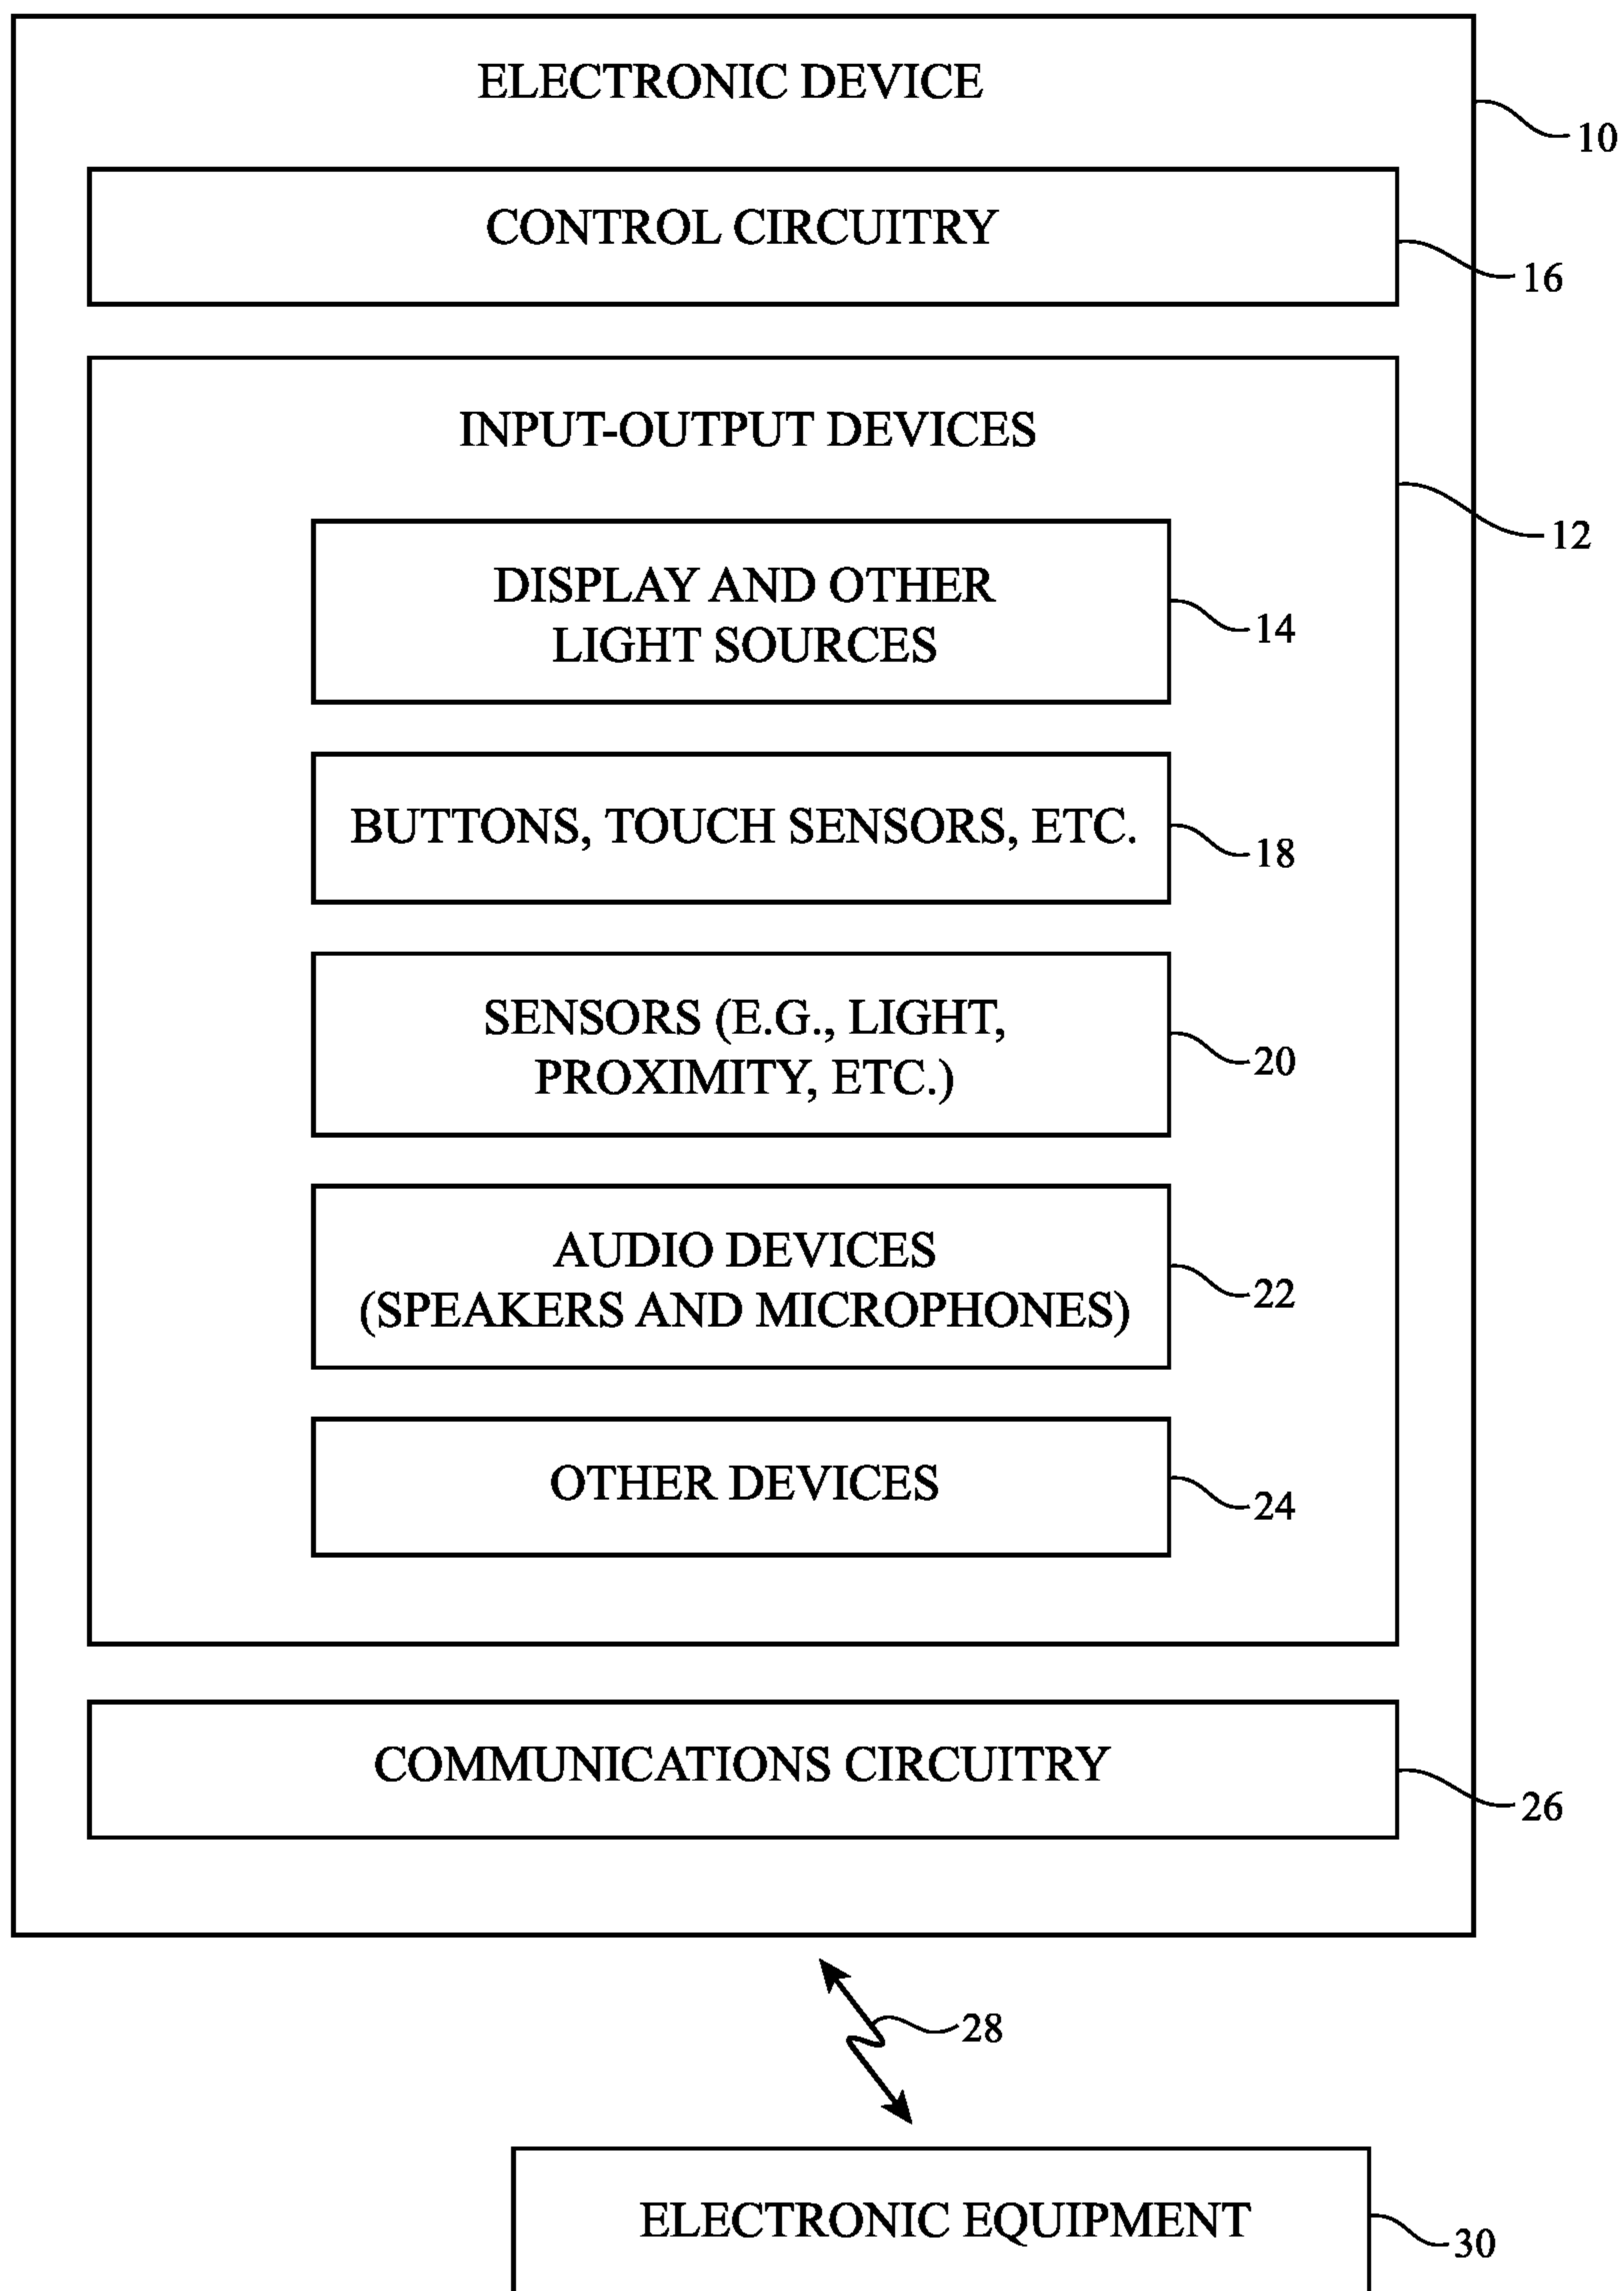 ELECTRONIC DEVICE
10
CONTROL CIRCUITRY
16
INPUT-OUTPUT DEVICES
12
DISPLAY AND OTHER
LIGHT SOURCES
14
BUTTONS, TOUCH SENSORS, ETC.
18
SENSORS (E.G., LIGHT,
PROXIMITY, ETC.)
20
AUDIO DEVICES
(SPEAKERS AND MICROPHONES)
22
OTHER DEVICES
24
COMMUNICATIONS CIRCUITRY
26
28
ELECTRONIC EQUIPMENT
30